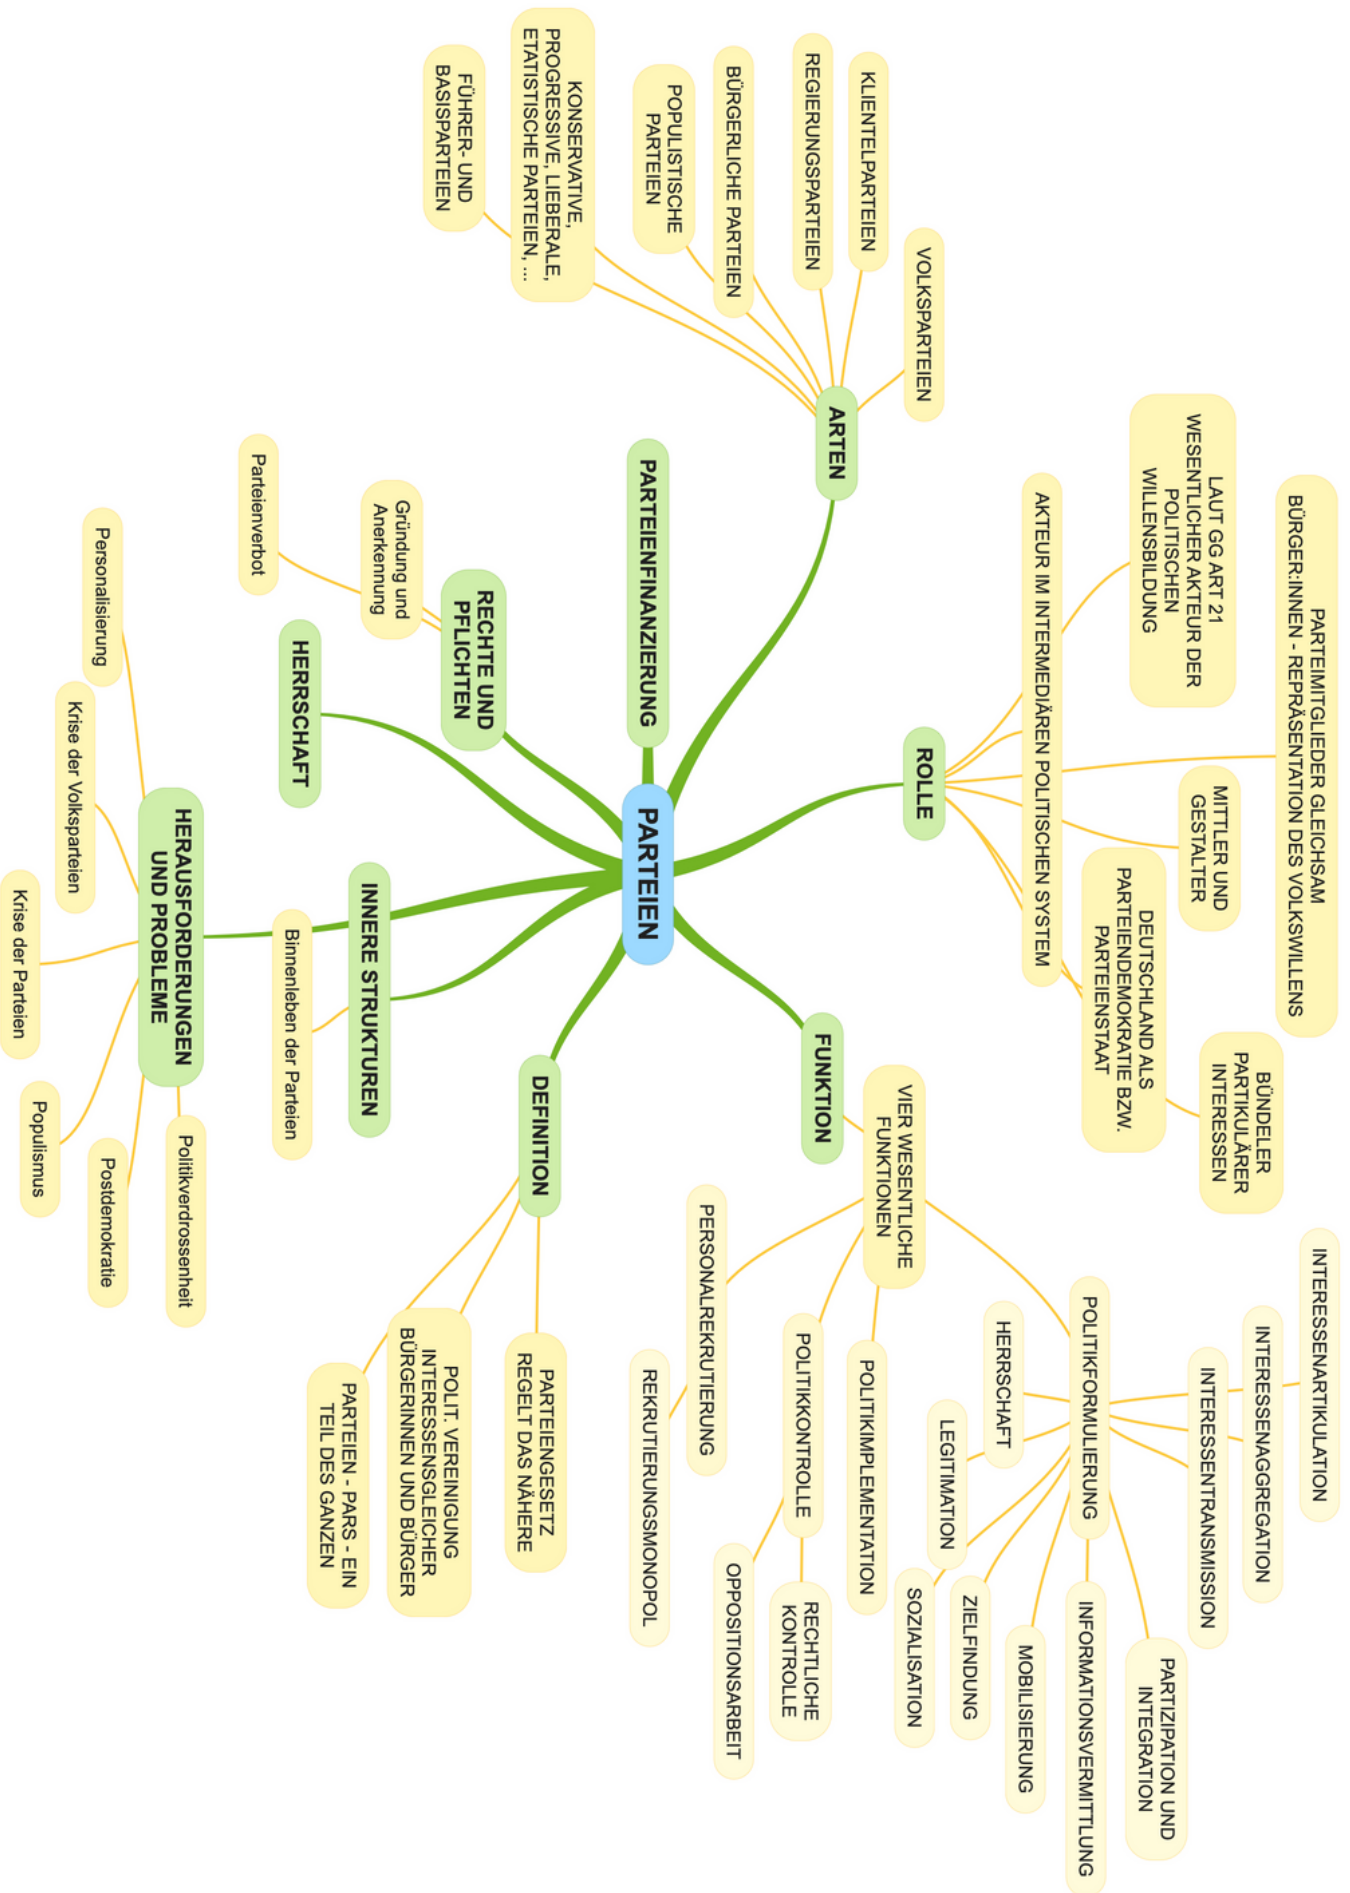 PARTEIEN
ARTEN
VOLKSPARTEIEN
KLIENTELPARTEIEN
REGIERUNGSPARTEIEN
BÜRGERLICHE PARTEIEN
POPULISTISCHE
PARTEIEN
KONSERVATIVE,
PROGRESSIVE, LIEBERALE,
ETATISTISCHE PARTEIEN, ...
FÜHRER- UND
BASISPARTEIEN
ROLLE
PARTEIMITGLIEDER GLEICHSAM
BÜRGER:INNEN - REPRÄSENTATION DES VOLKSWILLENS
LAUT GG ART 21
WESENTLICHER AKTEUR DER
POLITISCHEN
WILLENSBILDUNG
AKTEUR IM INTERMEDIÄREN POLITISCHEN SYSTEM
MITTLER UND
GESTALTER
DEUTSCHLAND ALS
PARTEIENDEMOKRATIE BZW.
PARTEIENSTAAT
BÜNDELER
PARTIKULÄRER
INTERESSEN
FUNKTION
VIER WESENTLICHE
FUNKTIONEN
POLITIKFORMULIERUNG
INTERESSENARTIKULATION
INTERESSENAGGREGATION
INTERESSENTRANSMISSION
PARTIZIPATION UND
INTEGRATION
INFORMATIONSVERMITTLUNG
MOBILISIERUNG
ZIELFINDUNG
SOZIALISATION
LEGITIMATION
HERRSCHAFT
POLITIKIMPLEMENTATION
POLITIKKONTROLLE
RECHTLICHE
KONTROLLE
OPPOSITIONSARBEIT
PERSONALREKRUTIERUNG
REKRUTIERUNGSMONOPOL
DEFINITION
PARTEIENGESETZ
REGELT DAS NÄHERE
POLIT. VEREINIGUNG
INTERESSENSGLEICHER
BÜRGERINNEN UND BÜRGER
PARTEIEN - PARS - EIN
TEIL DES GANZEN
INNERE STRUKTUREN
Binnenleben der Parteien
HERAUSFORDERUNGEN
UND PROBLEME
Politikverdrossenheit
Postdemokratie
Populismus
Krise der Parteien
Krise der Volksparteien
Personalisierung
HERRSCHAFT
RECHTE UND
PFLICHTEN
Gründung und
Anerkennung
Parteienverbot
PARTEIENFINANZIERUNG